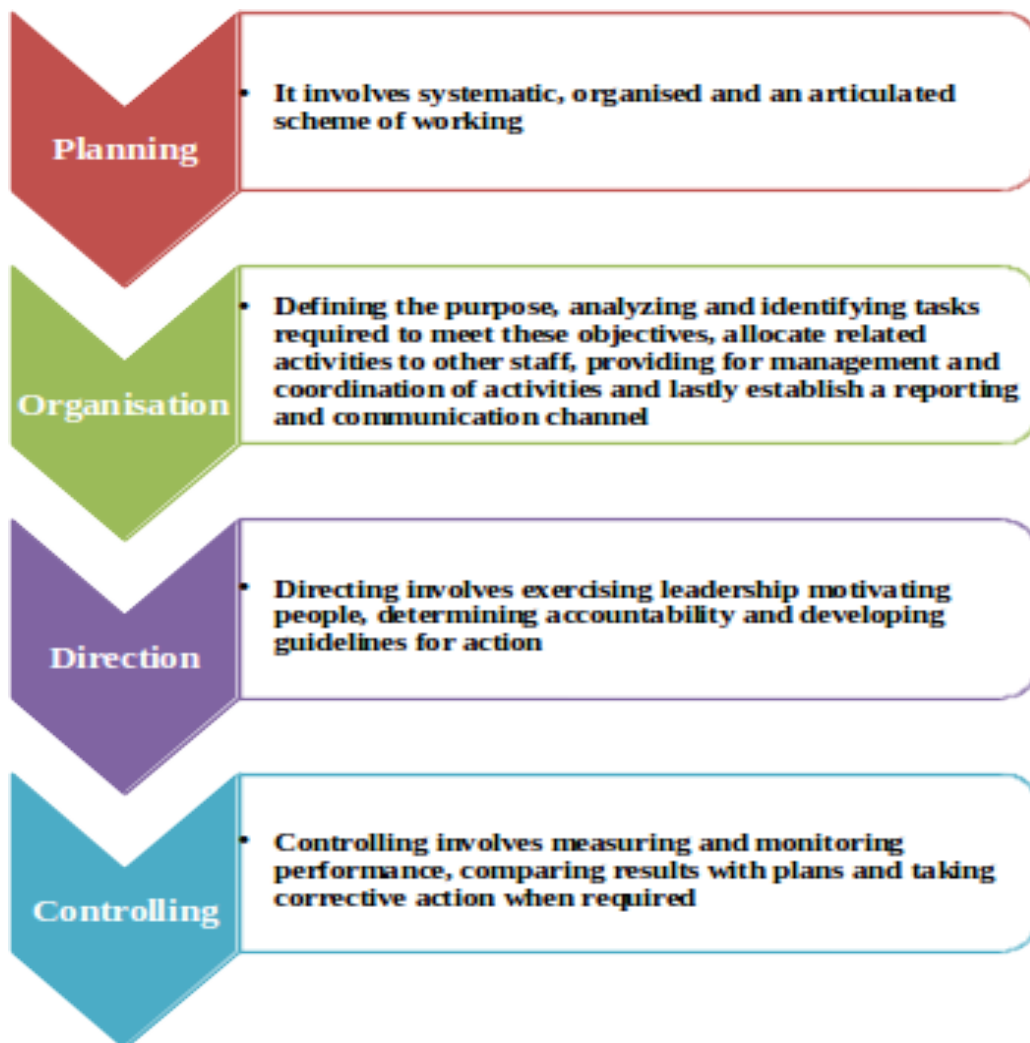 Planning
• It involves systematic, organised and an articulated
scheme of working
Organisation
• Defining the purpose, analyzing and identifying tasks
required to meet these objectives, allocate related
activities to other staff, providing for management and
coordination of activities and lastly establish a reporting
and communication channel
Direction
• Directing involves exercising leadership motivating
people, determining accountability and developing
guidelines for action
Controlling
• Controlling involves measuring and monitoring
performance, comparing results with plans and taking
corrective action when required